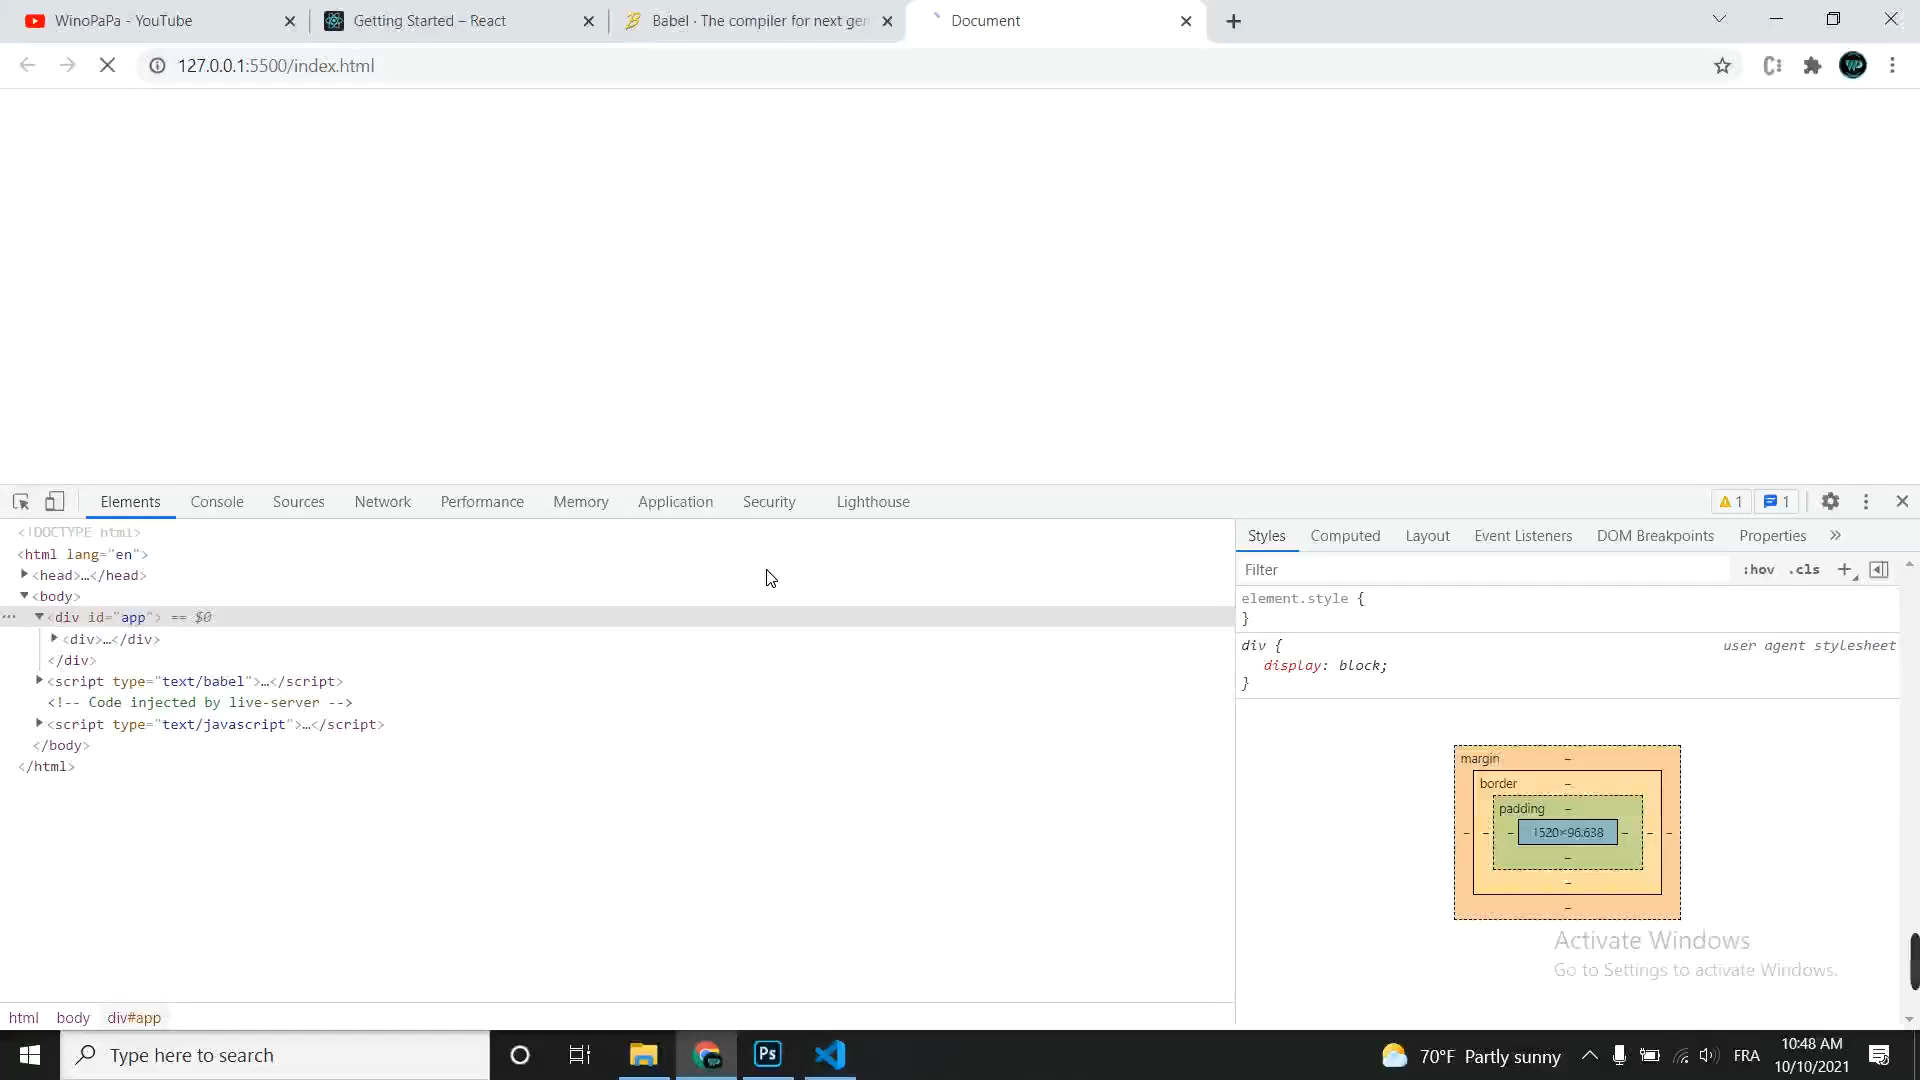 WinoPaPa - YouTube
Getting Started – React
Babel · The compiler for next gen
Document
127.0.0.1:5500/index.html
Elements
Console
Sources
Network
Performance
Memory
Application
Security
Lighthouse
1
1
<!DOCTYPE html>
<html lang="en">
<head>…</head>
<body>
<div id="app"> == $0
<div>…</div>
</div>
<script type="text/babel">…</script>
<!-- Code injected by live-server -->
<script type="text/javascript">…</script>
</body>
</html>
Styles
Computed
Layout
Event Listeners
DOM Breakpoints
Properties
Filter
:hov .cls
element.style {
}
div {
user agent stylesheet
display: block;
}
margin –
border –
padding –
– – – 1520×96.638 – – –
–
–
–
Activate Windows
Go to Settings to activate Windows.
html body div#app
Type here to search
Ps
70°F Partly sunny
FRA
10:48 AM
10/10/2021